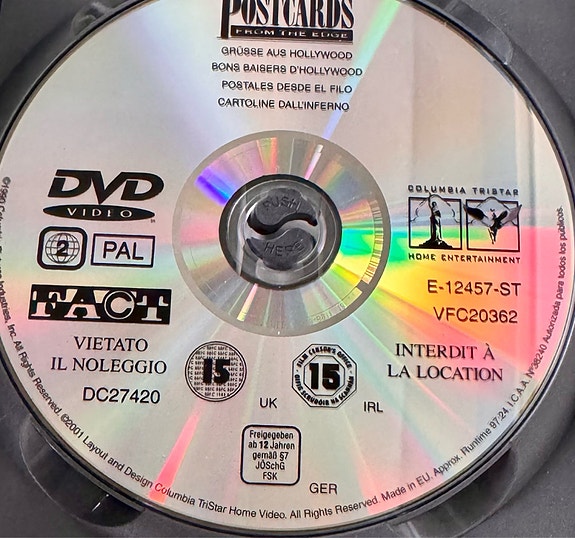 POSTCARDS
FROM THE EDGE
GRÜSSE AUS HOLLYWOOD
BONS BAISERS D'HOLLYWOOD
POSTALES DESDE EL FILO
CARTOLINE DALL'INFERNO
DVD
VIDEO
2
PAL
FACT
VIETATO
IL NOLEGGIO
DC27420
PUSH
HERE
COLUMBIA TRISTAR
HOME ENTERTAINMENT
E-12457-ST
VFC20362
INTERDIT À
LA LOCATION
15
UK
15
IRL
Freigegeben
ab 12 Jahren
gemäß §7
JÖSchG
FSK
GER
©1990 Columbia Pictures Industries, Inc. All Rights Reserved. ©2001 Layout and Design Columbia TriStar Home Video. All Rights Reserved. Made in EU. Approx. Runtime 97:24. I.C.A.A. Nº38240 Autorizada para todos los públicos.